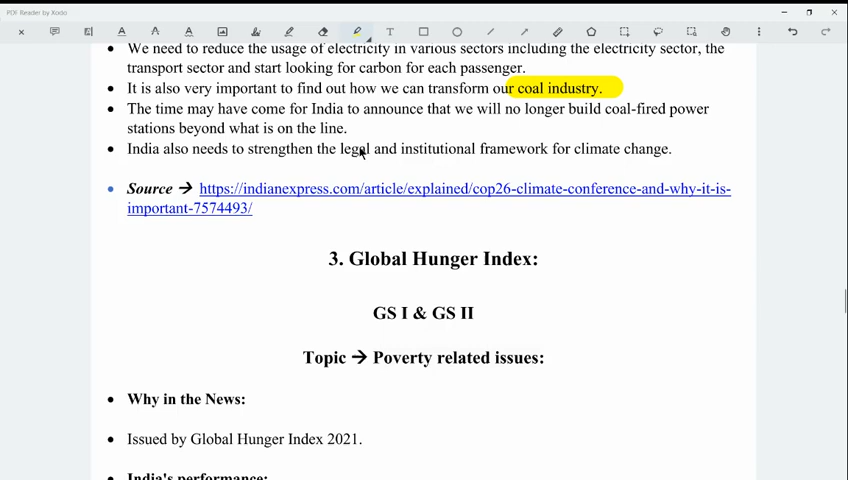 PDF Reader by Xodo
We need to reduce the usage of electricity in various sectors including the electricity sector, the
transport sector and start looking for carbon for each passenger.
It is also very important to find out how we can transform our coal industry.
The time may have come for India to announce that we will no longer build coal-fired power
stations beyond what is on the line.
India also needs to strengthen the legal and institutional framework for climate change.
Source → https://indianexpress.com/article/explained/cop26-climate-conference-and-why-it-is-
important-7574493/
3. Global Hunger Index:
GS I & GS II
Topic → Poverty related issues:
Why in the News:
Issued by Global Hunger Index 2021.
India's performance: